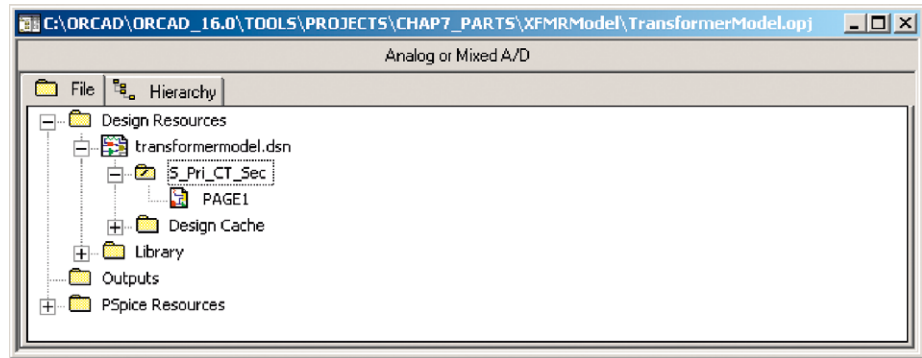 C:\ORCAD\ORCAD_16.0\TOOLS\PROJECTS\CHAP7_PARTS\XFMRModel\TransformerModel.opj
Analog or Mixed A/D
File Hierarchy
Design Resources
transformermodel.dsn
S_Pri_CT_Sec
PAGE1
Design Cache
Library
Outputs
PSpice Resources